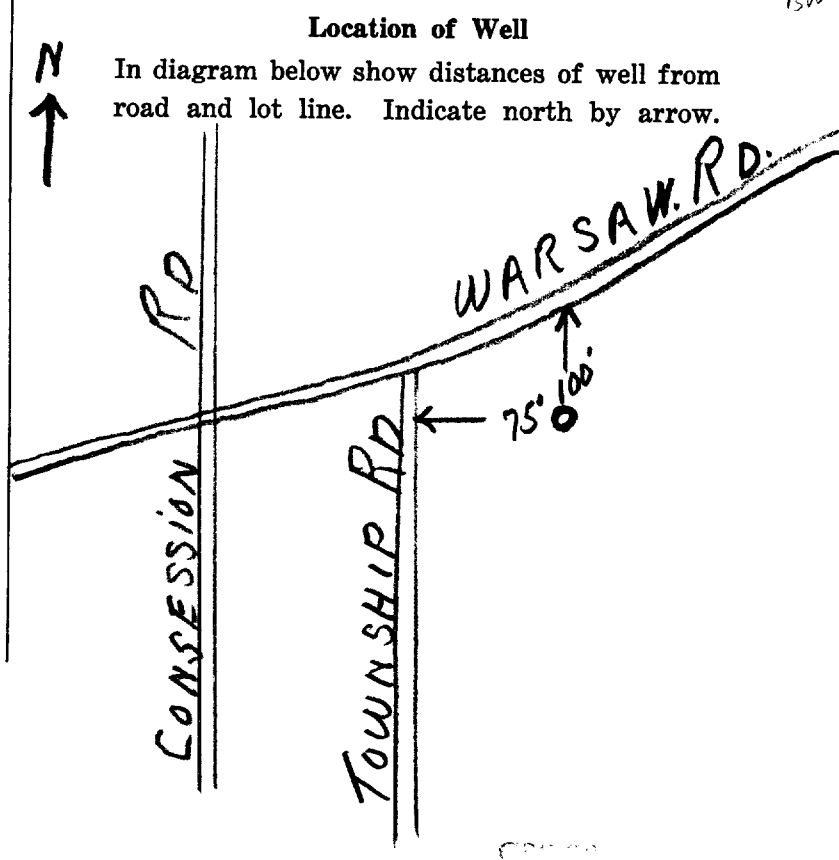 Location of Well
N
In diagram below show distances of well from
road and lot line. Indicate north by arrow.
WARSAW. RD.
CONSESSION RD
TOWNSHIP RD
75' 100'